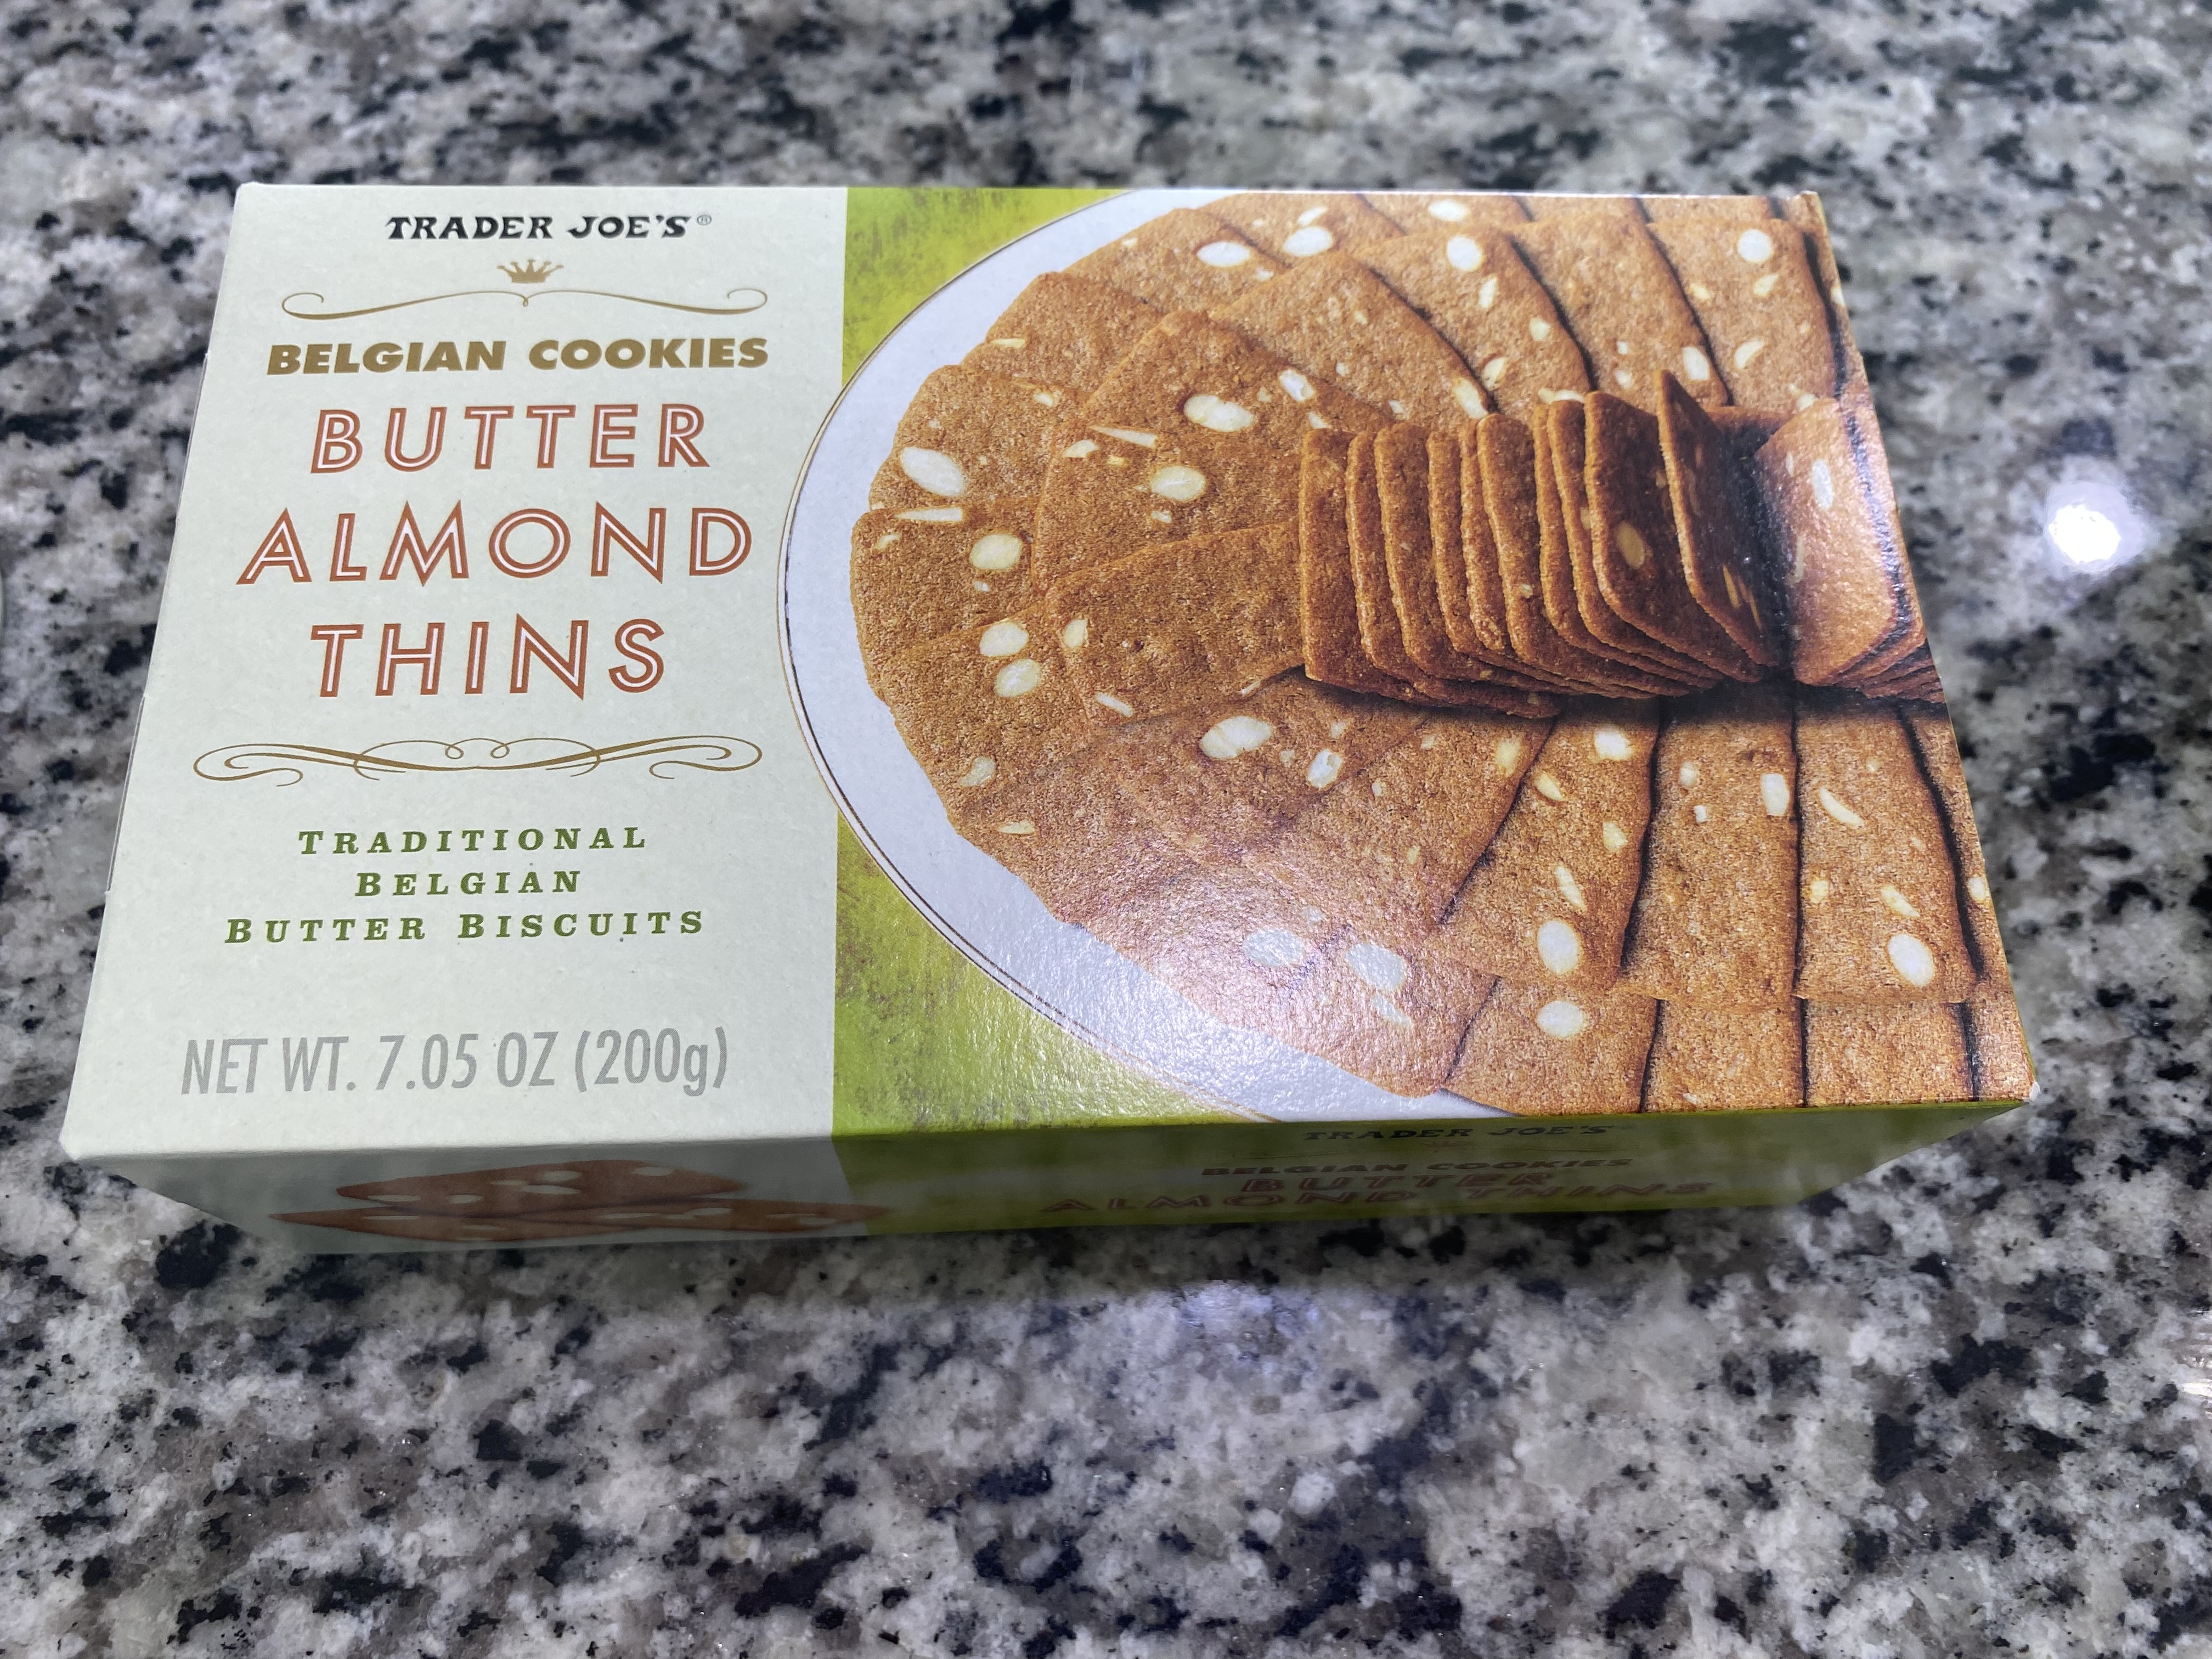 TRADER JOE'S®
BELGIAN COOKIES
BUTTER
ALMOND
THINS
TRADITIONAL
BELGIAN
BUTTER BISCUITS
NET WT. 7.05 OZ (200g)
TRADER JOE'S
BELGIAN COOKIES
BUTTER
ALMOND THINS